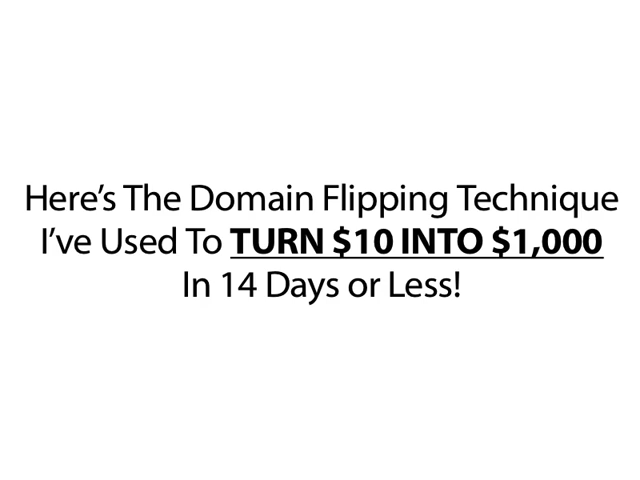 Here’s The Domain Flipping Technique
I’ve Used To TURN $10 INTO $1,000
In 14 Days or Less!